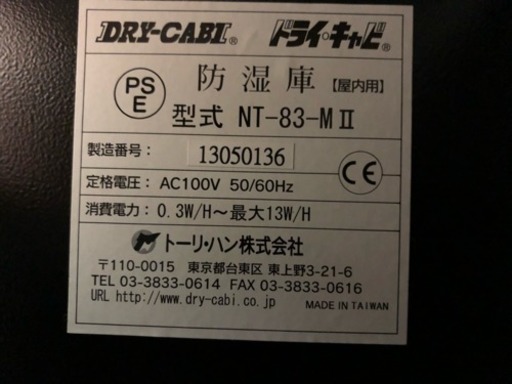 DRY-CABI® ドライ・キャビ®
PS E 防湿庫【屋内用】
型式 NT-83-MⅡ
製造番号: 13050136
定格電圧: AC100V 50/60Hz
CE
消費電力: 0.3W/H~最大13W/H
トーリ・ハン株式会社
〒110-0015 東京都台東区 東上野3-21-6
TEL 03-3833-0614 FAX 03-3833-0616
URL http://www.dry-cabi.co.jp MADE IN TAIWAN